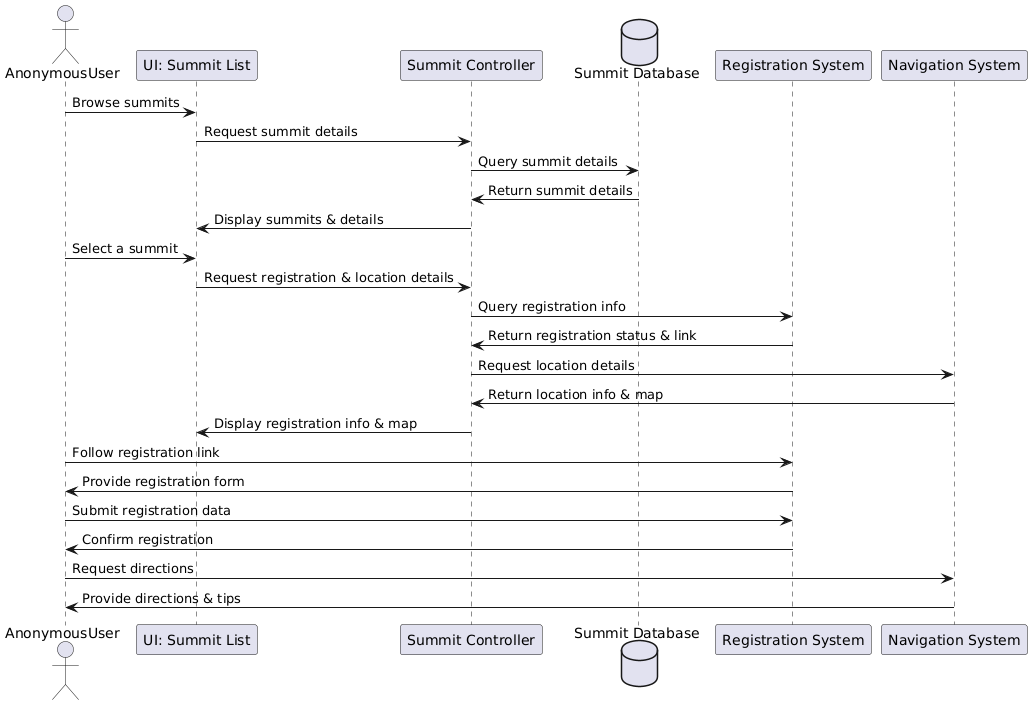 AnonymousUser
UI: Summit List
Summit Controller
Summit Database
Registration System
Navigation System
Browse summits
Request summit details
Query summit details
Return summit details
Display summits & details
Select a summit
Request registration & location details
Query registration info
Return registration status & link
Request location details
Return location info & map
Display registration info & map
Follow registration link
Provide registration form
Submit registration data
Confirm registration
Request directions
Provide directions & tips
AnonymousUser
UI: Summit List
Summit Controller
Summit Database
Registration System
Navigation System